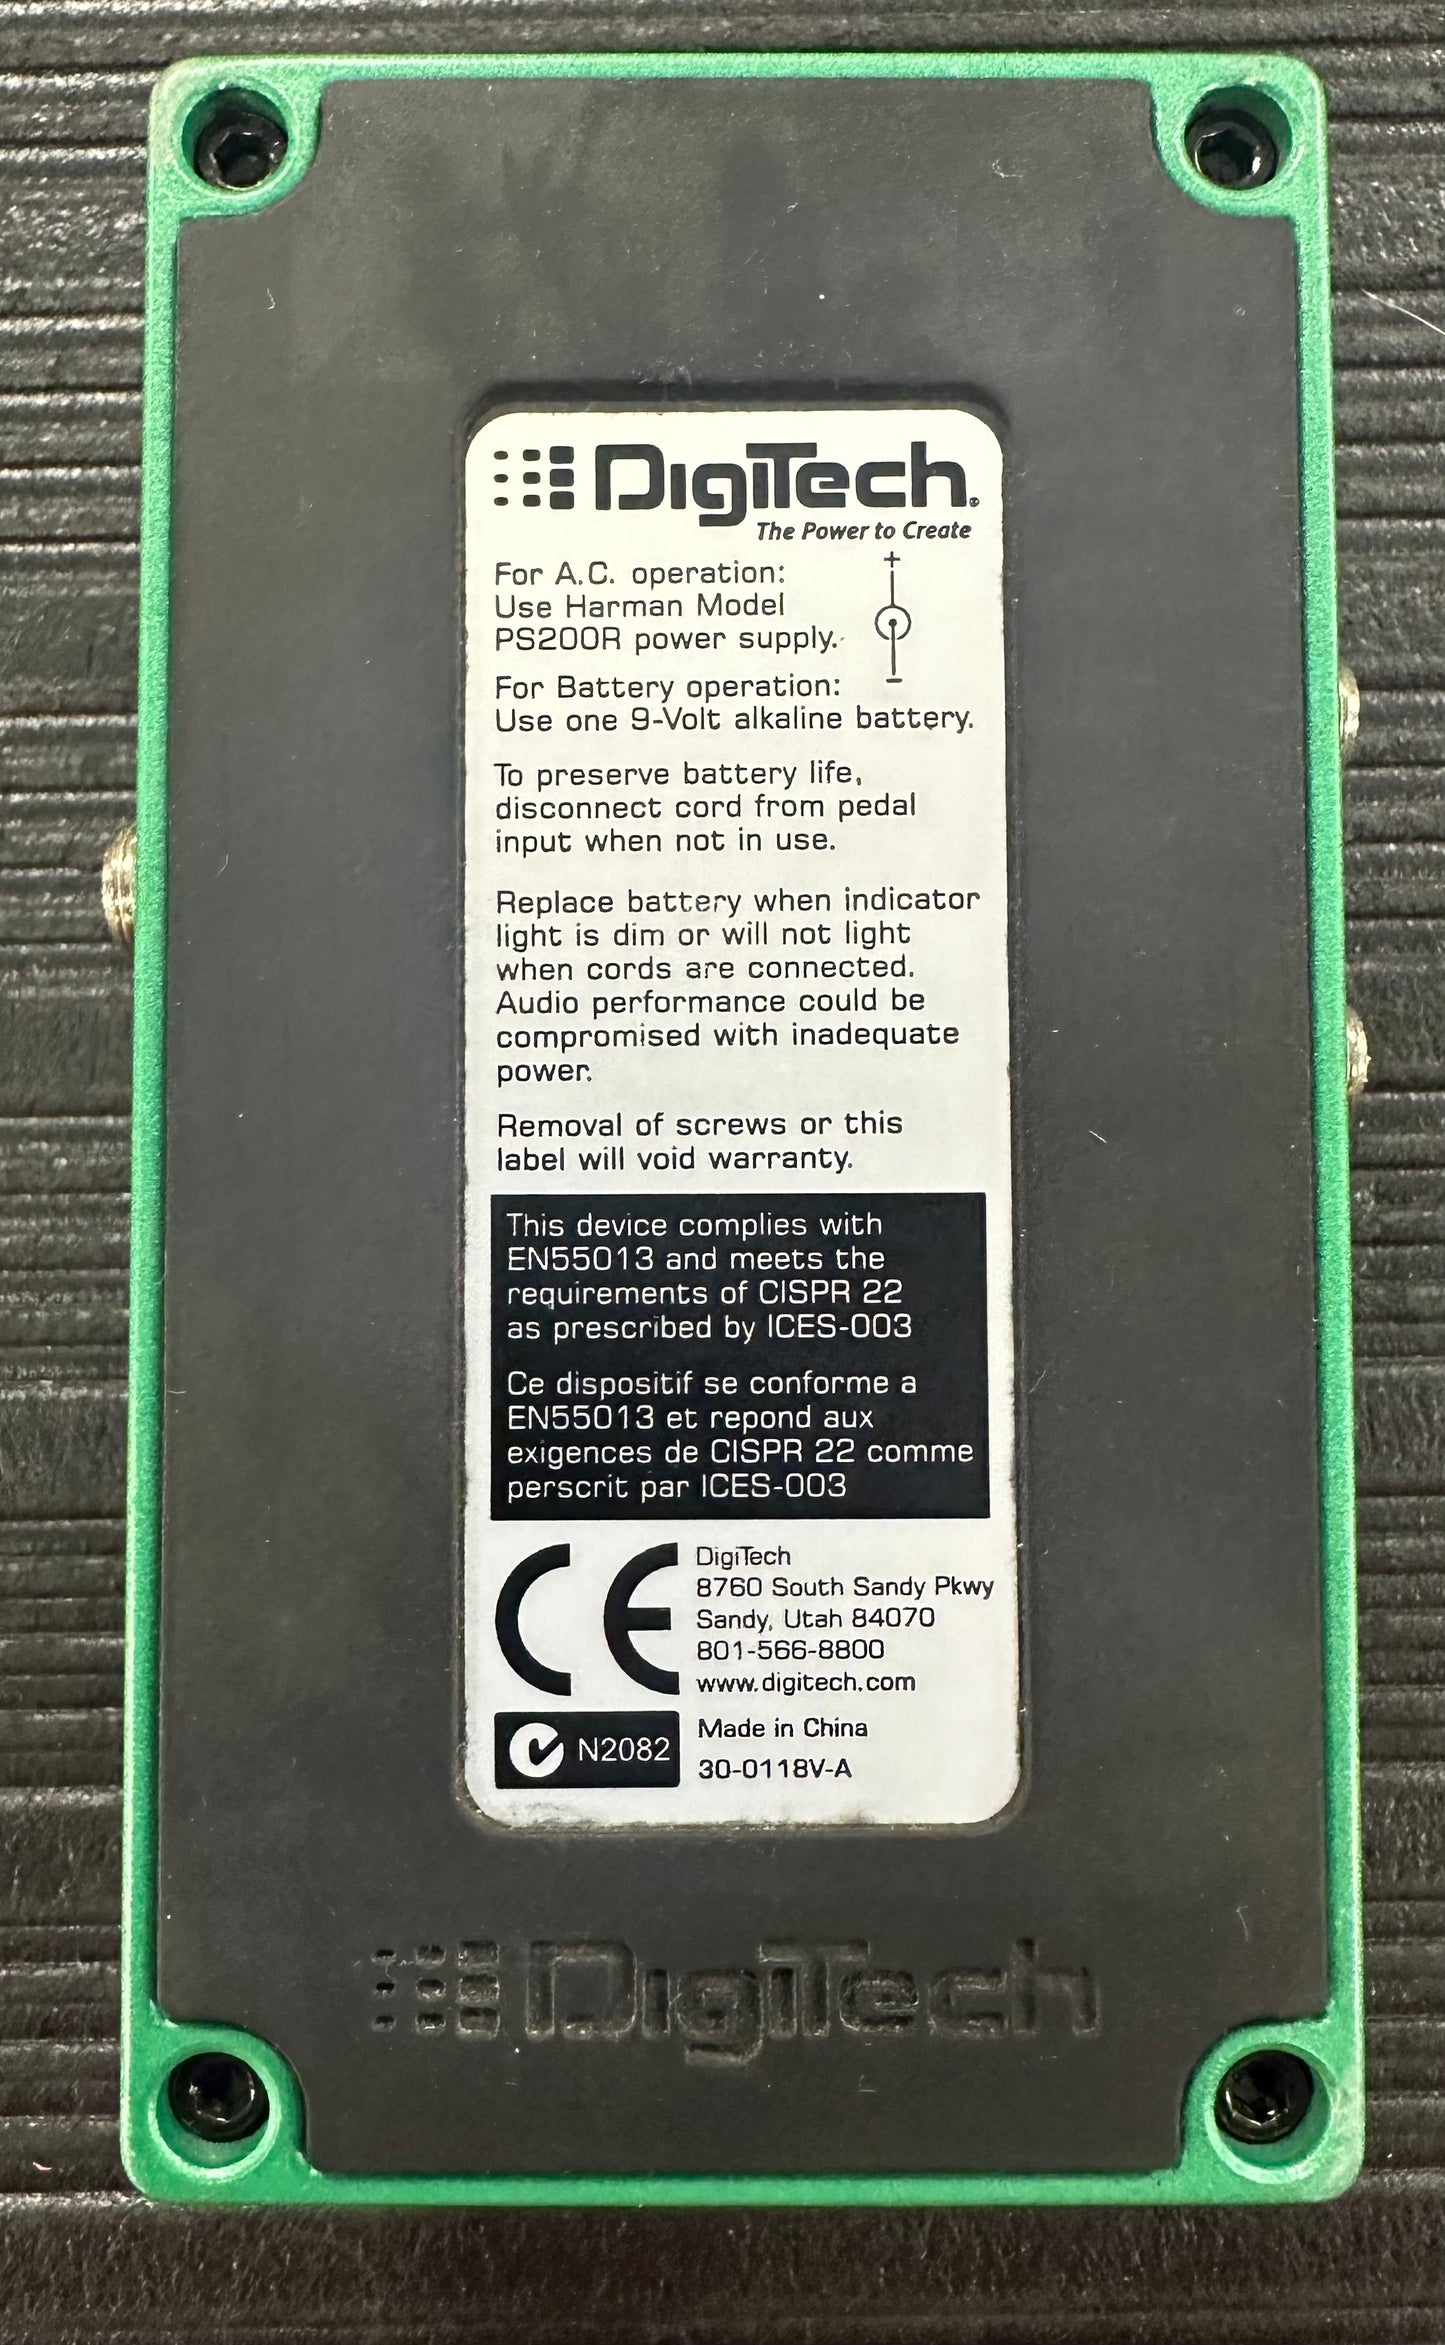 DigiTech®
The Power to Create
+
For A.C. operation:
Use Harman Model
PS200R power supply.
-
For Battery operation:
Use one 9-Volt alkaline battery.
To preserve battery life,
disconnect cord from pedal
input when not in use.
Replace battery when indicator
light is dim or will not light
when cords are connected.
Audio performance could be
compromised with inadequate
power.
Removal of screws or this
label will void warranty.
This device complies with
EN55013 and meets the
requirements of CISPR 22
as prescribed by ICES-003
Ce dispositif se conforme a
EN55013 et repond aux
exigences de CISPR 22 comme
perscrit par ICES-003
CE
DigiTech
8760 South Sandy Pkwy
Sandy, Utah 84070
801-566-8800
www.digitech.com
N2082
Made in China
30-0118V-A
DigiTech